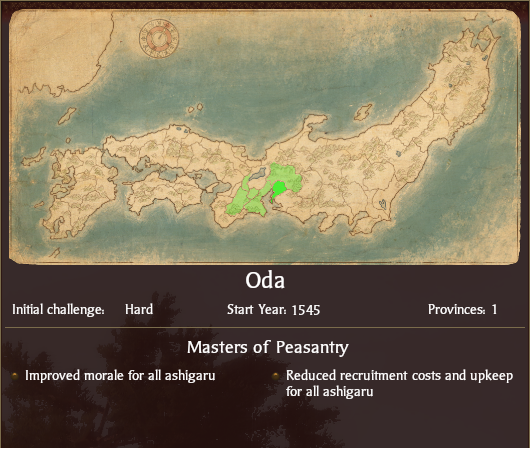 Oda
Initial challenge: Hard Start Year: 1545 Provinces: 1
Masters of Peasantry
Improved morale for all ashigaru
Reduced recruitment costs and upkeep
for all ashigaru